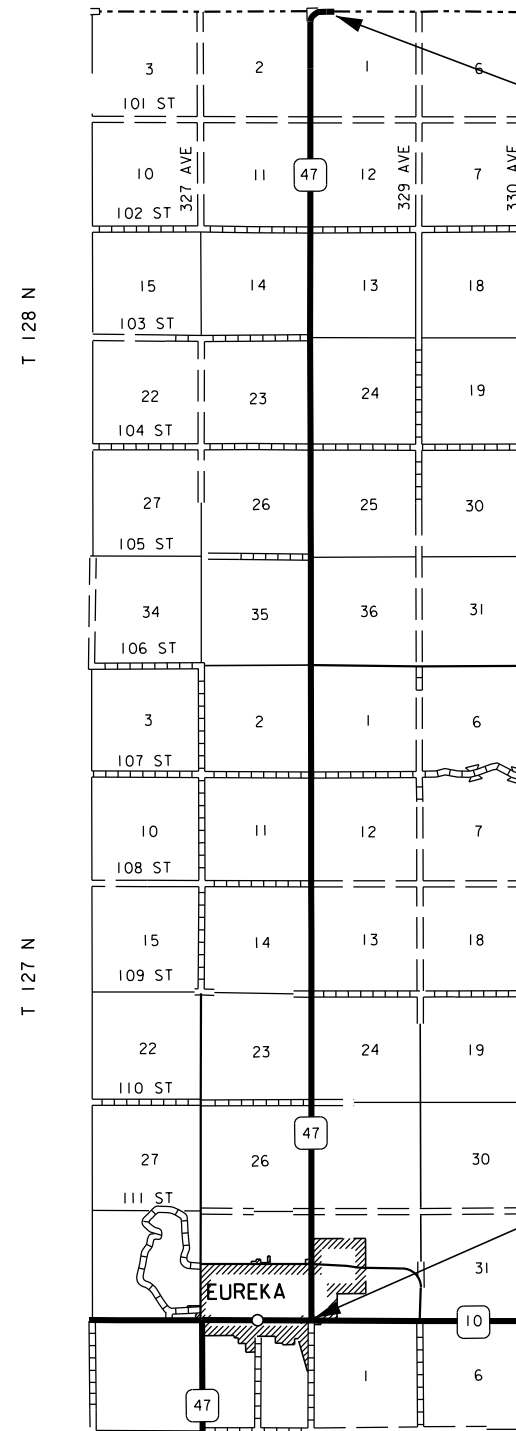 3 2 1 6
101 ST
327 AVE 329 AVE 330 AVE
10 11 47 12 7
102 ST
T 128 N
15 14 13 18
103 ST
22 23 24 19
104 ST
27 26 25 30
105 ST
34 35 36 31
106 ST
3 2 1 6
107 ST
10 11 12 7
108 ST
T 127 N
15 14 13 18
109 ST
22 23 24 19
110 ST
47
27 26 30
111 ST
31
EUREKA
10
1 6
47